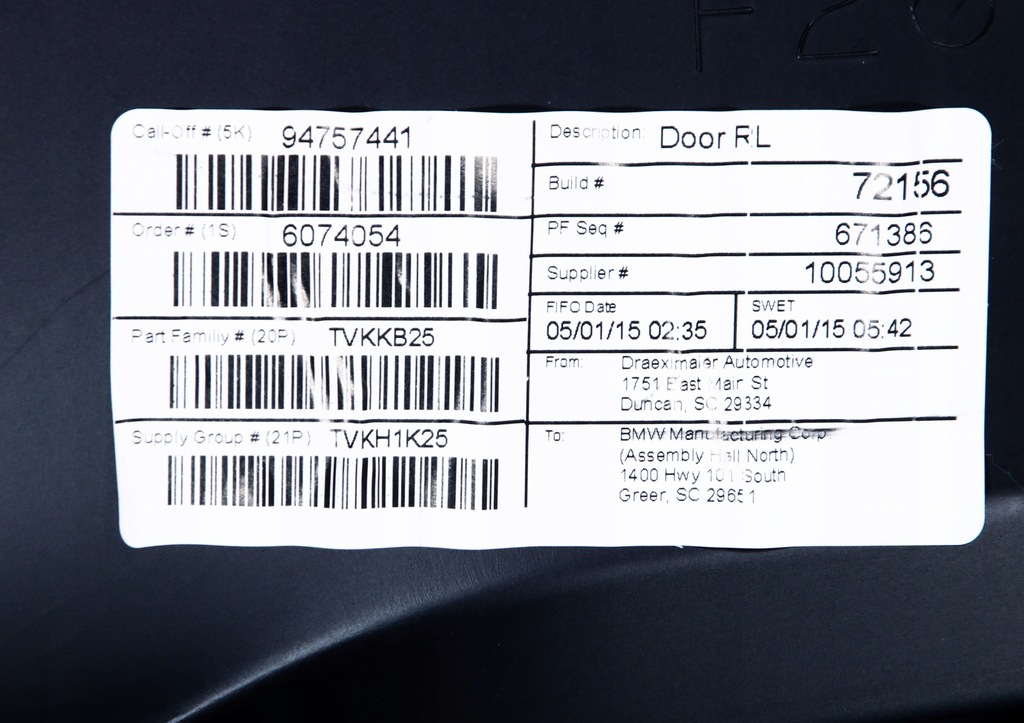 F2G
Call-Off # (5K) 94757441
Order # (1S) 6074054
Part Family # (20P) TVKKB25
Supply Group # (21P) TVKH1K25
Description: Door RL
Build # 72156
PF Seq # 671386
Supplier # 10055913
FIFO Date
05/01/15 02:35
SWET
05/01/15 05:42
From: Draexlmaier Automotive
1751 East Main St
Duncan, SC 29334
To: BMW Manufacturing Corp.
(Assembly Hall North)
1400 Hwy 101 South
Greer, SC 29651